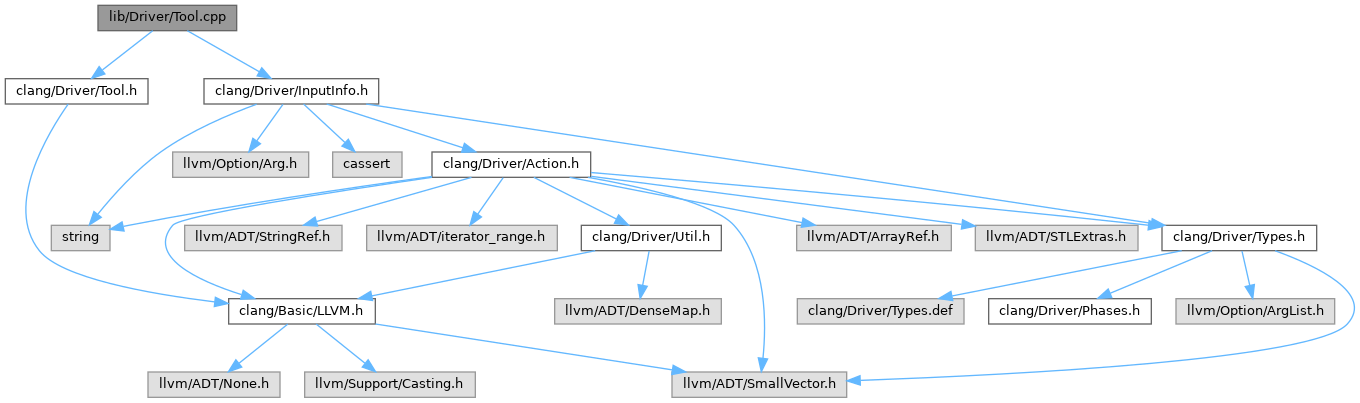 lib/Driver/Tool.cpp
clang/Driver/Tool.h
clang/Driver/InputInfo.h
llvm/Option/Arg.h
cassert
clang/Driver/Action.h
string
llvm/ADT/StringRef.h
llvm/ADT/iterator_range.h
clang/Driver/Util.h
llvm/ADT/ArrayRef.h
llvm/ADT/STLExtras.h
clang/Driver/Types.h
clang/Basic/LLVM.h
llvm/ADT/DenseMap.h
clang/Driver/Types.def
clang/Driver/Phases.h
llvm/Option/ArgList.h
llvm/ADT/None.h
llvm/Support/Casting.h
llvm/ADT/SmallVector.h